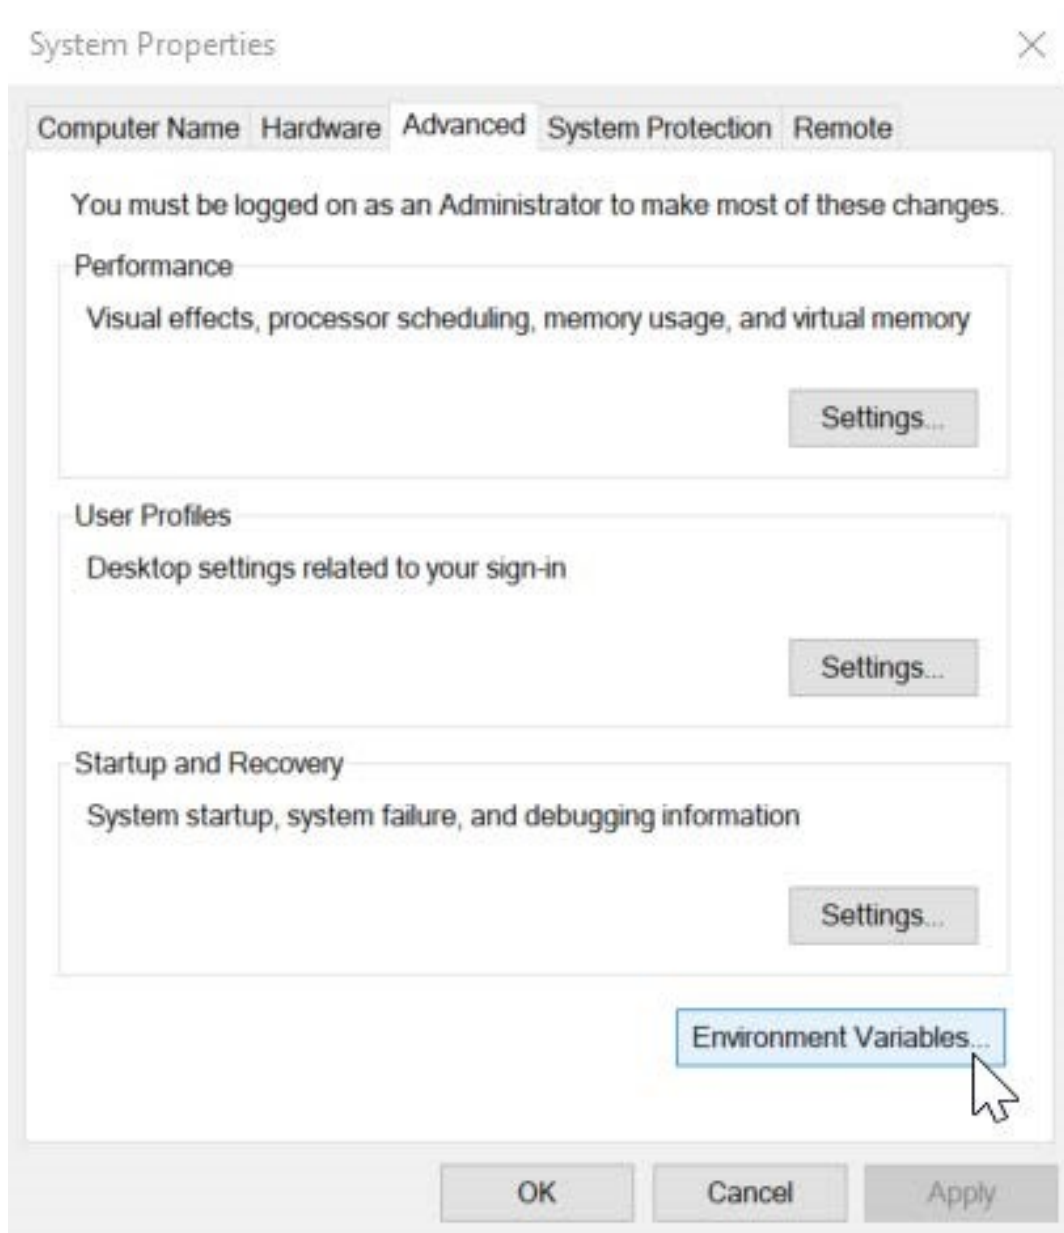 System Properties
Computer Name Hardware Advanced System Protection Remote
You must be logged on as an Administrator to make most of these changes.
Performance
Visual effects, processor scheduling, memory usage, and virtual memory
Settings...
User Profiles
Desktop settings related to your sign-in
Settings...
Startup and Recovery
System startup, system failure, and debugging information
Settings...
Environment Variables...
OK Cancel Apply